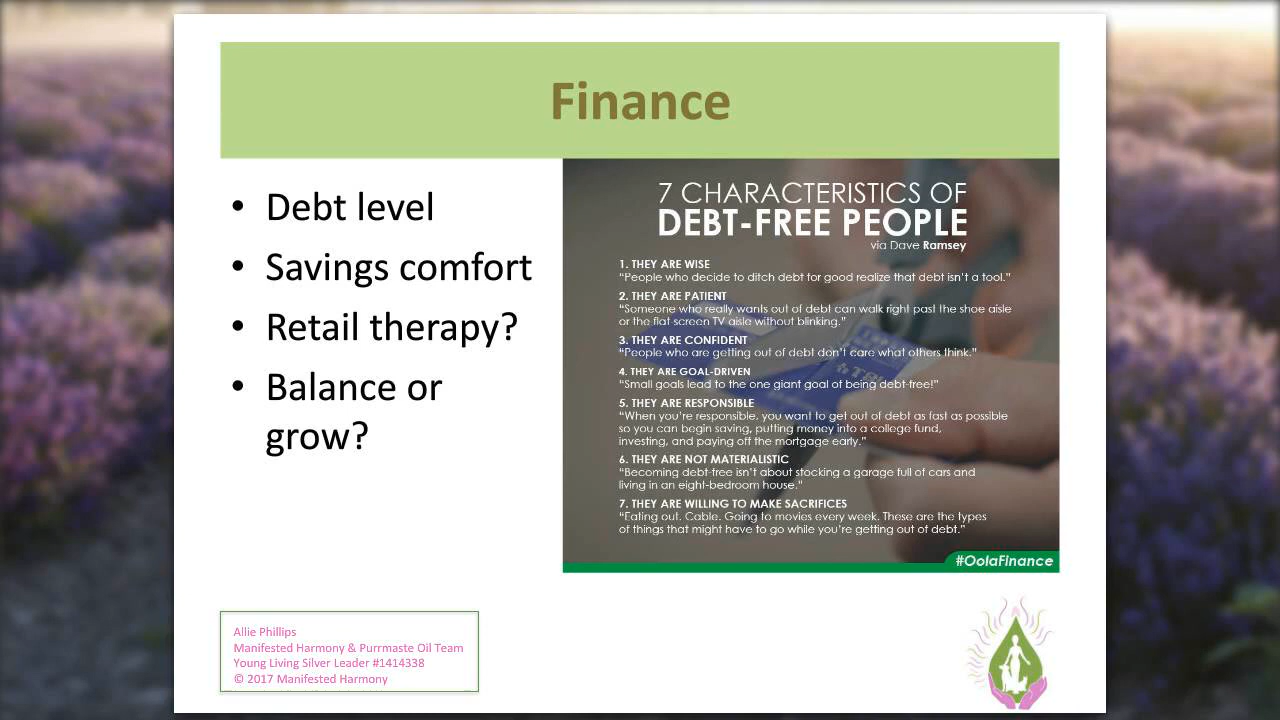 Finance
• Debt level
• Savings comfort
• Retail therapy?
• Balance or
grow?
7 CHARACTERISTICS OF
DEBT-FREE PEOPLE
via Dave Ramsey
1. THEY ARE WISE
“People who decide to ditch debt for good realize that debt isn’t a tool.”
2. THEY ARE PATIENT
“Someone who really wants out of debt can walk right past the shoe aisle
or the flat screen TV aisle without blinking.”
3. THEY ARE CONFIDENT
“People who are getting out of debt don’t care what others think.”
4. THEY ARE GOAL-DRIVEN
“Small goals lead to the one giant goal of being debt-free!”
5. THEY ARE RESPONSIBLE
“When you’re responsible, you want to get out of debt as fast as possible
so you can begin saving, putting money into a college fund,
investing, and paying off the mortgage early.”
6. THEY ARE NOT MATERIALISTIC
“Becoming debt-free isn’t about stocking a garage full of cars and
living in an eight-bedroom house.”
7. THEY ARE WILLING TO MAKE SACRIFICES
“Eating out. Cable. Going to movies every week. These are the types
of things that might have to go while you’re getting out of debt.”
#OolaFinance
Allie Phillips
Manifested Harmony & Purrmaste Oil Team
Young Living Silver Leader #1414338
© 2017 Manifested Harmony